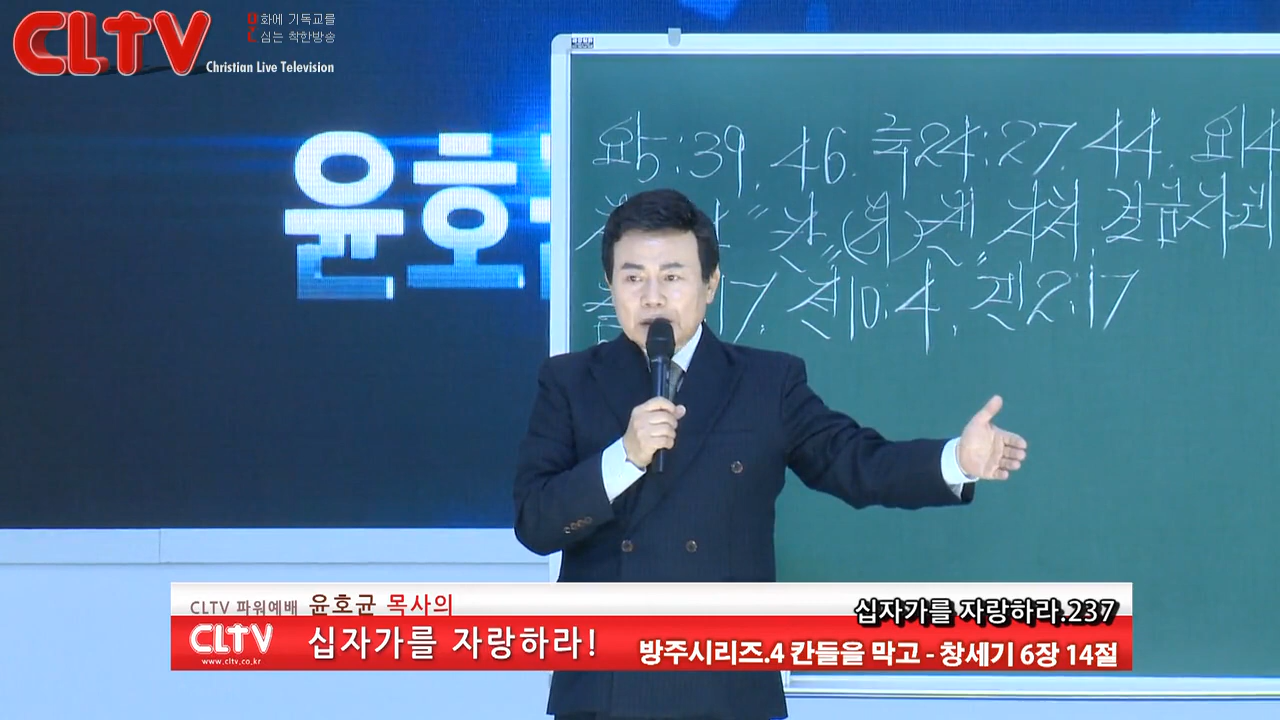 CLTV
문화에 기독교를
심는 착한방송
Christian Live Television
윤호
요5:39, 46. 눅24:27, 44. 요14
17, 전10:4, 젠2:17
CLTV 파워예배 윤호균 목사의
십자가를 자랑하라.237
CLTV
www.cltv.co.kr
십자가를 자랑하라!
방주시리즈.4 칸들을 막고 - 창세기 6장 14절